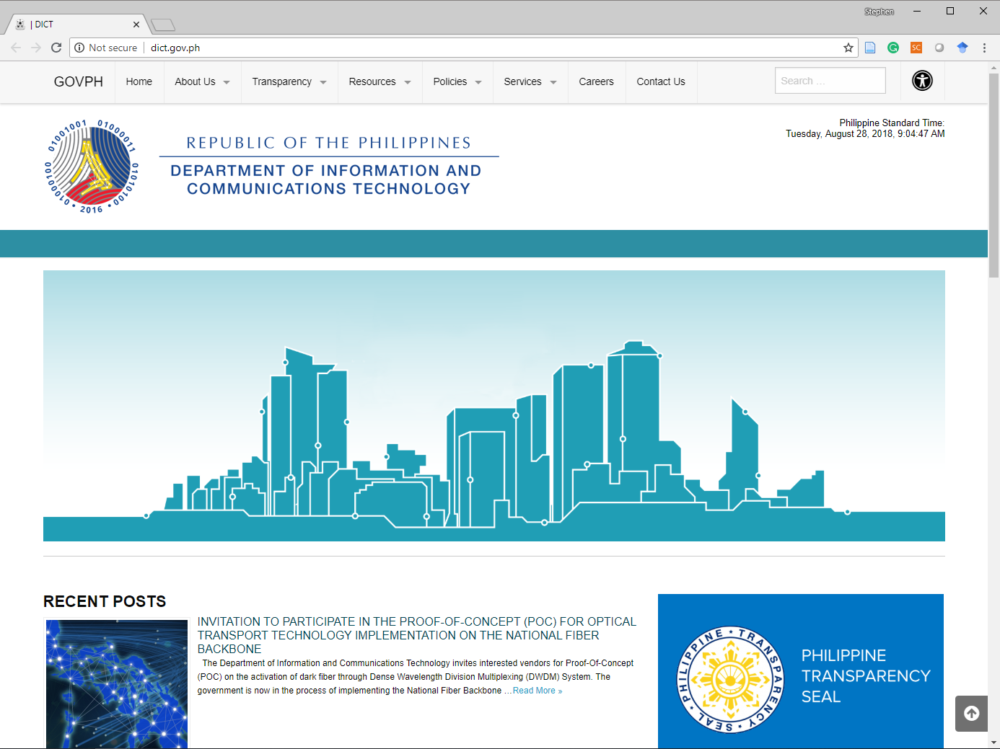 Stephen
| DICT
Not secure
dict.gov.ph
GOVPH
Home
About Us
Transparency
Resources
Policies
Services
Careers
Contact Us
Search ...
01001001 01000011 01010100 • 2016 • 01000100
REPUBLIC OF THE PHILIPPINES
DEPARTMENT OF INFORMATION AND
COMMUNICATIONS TECHNOLOGY
Philippine Standard Time:
Tuesday, August 28, 2018, 9:04:47 AM
RECENT POSTS
INVITATION TO PARTICIPATE IN THE PROOF-OF-CONCEPT (POC) FOR OPTICAL
TRANSPORT TECHNOLOGY IMPLEMENTATION ON THE NATIONAL FIBER
BACKBONE
The Department of Information and Communications Technology invites interested vendors for Proof-Of-Concept
(POC) on the activation of dark fiber through Dense Wavelength Division Multiplexing (DWDM) System. The
government is now in the process of implementing the National Fiber Backbone …Read More »
PHILIPPINE • TRANSPARENCY • SEAL •
PHILIPPINE
TRANSPARENCY
SEAL
SC